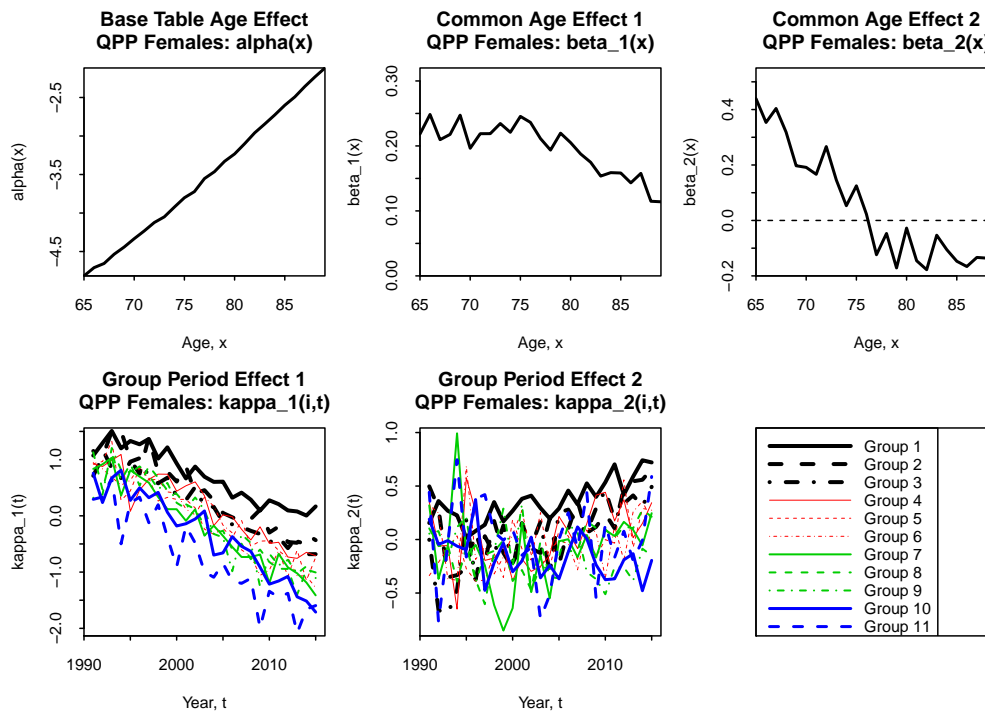 Base Table Age Effect
QPP Females: alpha(x)
alpha(x)
-2.5
-3.5
-4.5
65
70
75
80
85
Age, x
Common Age Effect 1
QPP Females: beta_1(x)
beta_1(x)
0.30
0.20
0.10
0.00
65
70
75
80
85
Age, x
Common Age Effect 2
QPP Females: beta_2(x)
beta_2(x)
0.4
0.2
0.0
-0.2
65
70
75
80
85
Age, x
Group Period Effect 1
QPP Females: kappa_1(i,t)
kappa_1(t)
1.0
0.0
-1.0
-2.0
1990
2000
2010
Year, t
Group Period Effect 2
QPP Females: kappa_2(i,t)
kappa_2(t)
1.0
0.5
0.0
-0.5
1990
2000
2010
Year, t
Group 1
Group 2
Group 3
Group 4
Group 5
Group 6
Group 7
Group 8
Group 9
Group 10
Group 11